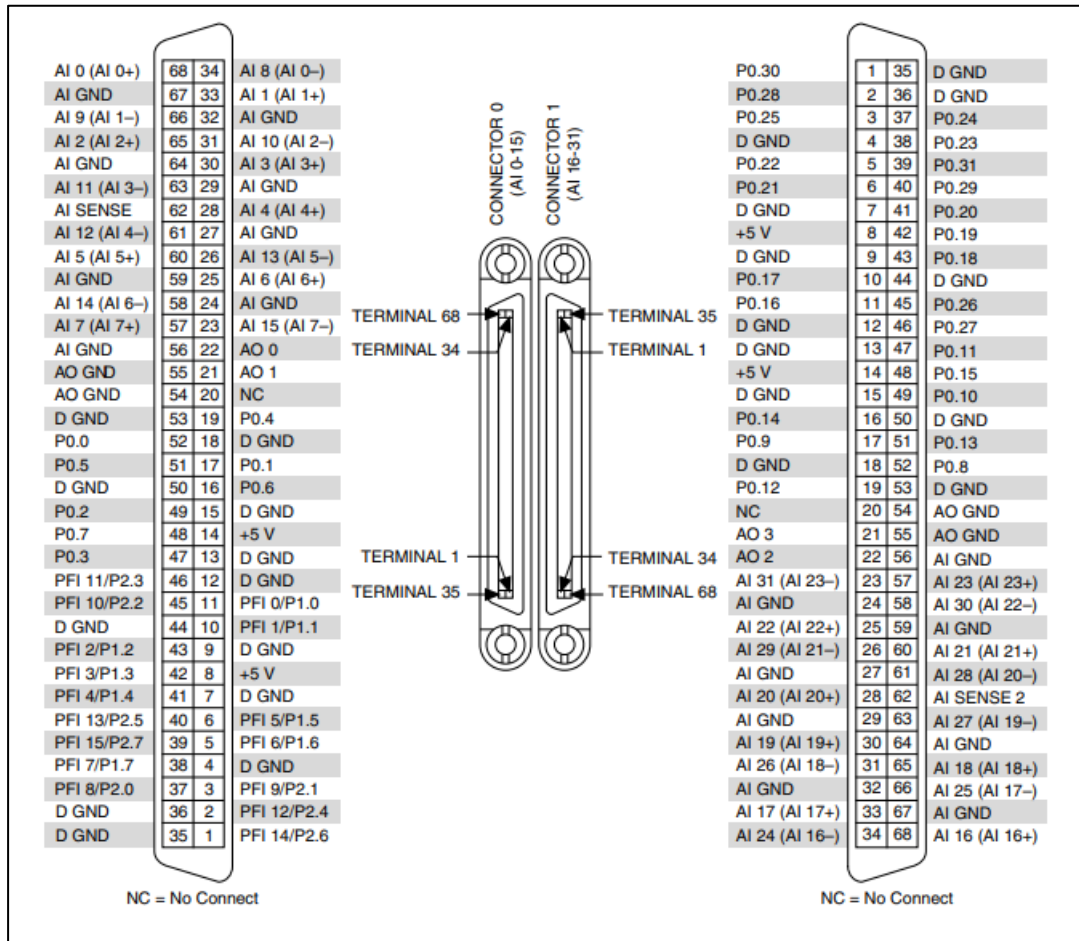 AI 0 (AI 0+) 68 34 AI 8 (AI 0–)
AI GND 67 33 AI 1 (AI 1+)
AI 9 (AI 1–) 66 32 AI GND
AI 2 (AI 2+) 65 31 AI 10 (AI 2–)
AI GND 64 30 AI 3 (AI 3+)
AI 11 (AI 3–) 63 29 AI GND
AI SENSE 62 28 AI 4 (AI 4+)
AI 12 (AI 4–) 61 27 AI GND
AI 5 (AI 5+) 60 26 AI 13 (AI 5–)
AI GND 59 25 AI 6 (AI 6+)
AI 14 (AI 6–) 58 24 AI GND
AI 7 (AI 7+) 57 23 AI 15 (AI 7–)
AI GND 56 22 AO 0
AO GND 55 21 AO 1
AO GND 54 20 NC
D GND 53 19 P0.4
P0.0 52 18 D GND
P0.5 51 17 P0.1
D GND 50 16 P0.6
P0.2 49 15 D GND
P0.7 48 14 +5 V
P0.3 47 13 D GND
PFI 11/P2.3 46 12 D GND
PFI 10/P2.2 45 11 PFI 0/P1.0
D GND 44 10 PFI 1/P1.1
PFI 2/P1.2 43 9 D GND
PFI 3/P1.3 42 8 +5 V
PFI 4/P1.4 41 7 D GND
PFI 13/P2.5 40 6 PFI 5/P1.5
PFI 15/P2.7 39 5 PFI 6/P1.6
PFI 7/P1.7 38 4 D GND
PFI 8/P2.0 37 3 PFI 9/P2.1
D GND 36 2 PFI 12/P2.4
D GND 35 1 PFI 14/P2.6
NC = No Connect
CONNECTOR 0
(AI 0-15)
CONNECTOR 1
(AI 16-31)
TERMINAL 68
TERMINAL 34
TERMINAL 35
TERMINAL 1
TERMINAL 1
TERMINAL 35
TERMINAL 34
TERMINAL 68
P0.30 1 35 D GND
P0.28 2 36 D GND
P0.25 3 37 P0.24
D GND 4 38 P0.23
P0.22 5 39 P0.31
P0.21 6 40 P0.29
D GND 7 41 P0.20
+5 V 8 42 P0.19
D GND 9 43 P0.18
P0.17 10 44 D GND
P0.16 11 45 P0.26
D GND 12 46 P0.27
D GND 13 47 P0.11
+5 V 14 48 P0.15
D GND 15 49 P0.10
P0.14 16 50 D GND
P0.9 17 51 P0.13
D GND 18 52 P0.8
P0.12 19 53 D GND
NC 20 54 AO GND
AO 3 21 55 AO GND
AO 2 22 56 AI GND
AI 31 (AI 23–) 23 57 AI 23 (AI 23+)
AI GND 24 58 AI 30 (AI 22–)
AI 22 (AI 22+) 25 59 AI GND
AI 29 (AI 21–) 26 60 AI 21 (AI 21+)
AI GND 27 61 AI 28 (AI 20–)
AI 20 (AI 20+) 28 62 AI SENSE 2
AI GND 29 63 AI 27 (AI 19–)
AI 19 (AI 19+) 30 64 AI GND
AI 26 (AI 18–) 31 65 AI 18 (AI 18+)
AI GND 32 66 AI 25 (AI 17–)
AI 17 (AI 17+) 33 67 AI GND
AI 24 (AI 16–) 34 68 AI 16 (AI 16+)
NC = No Connect